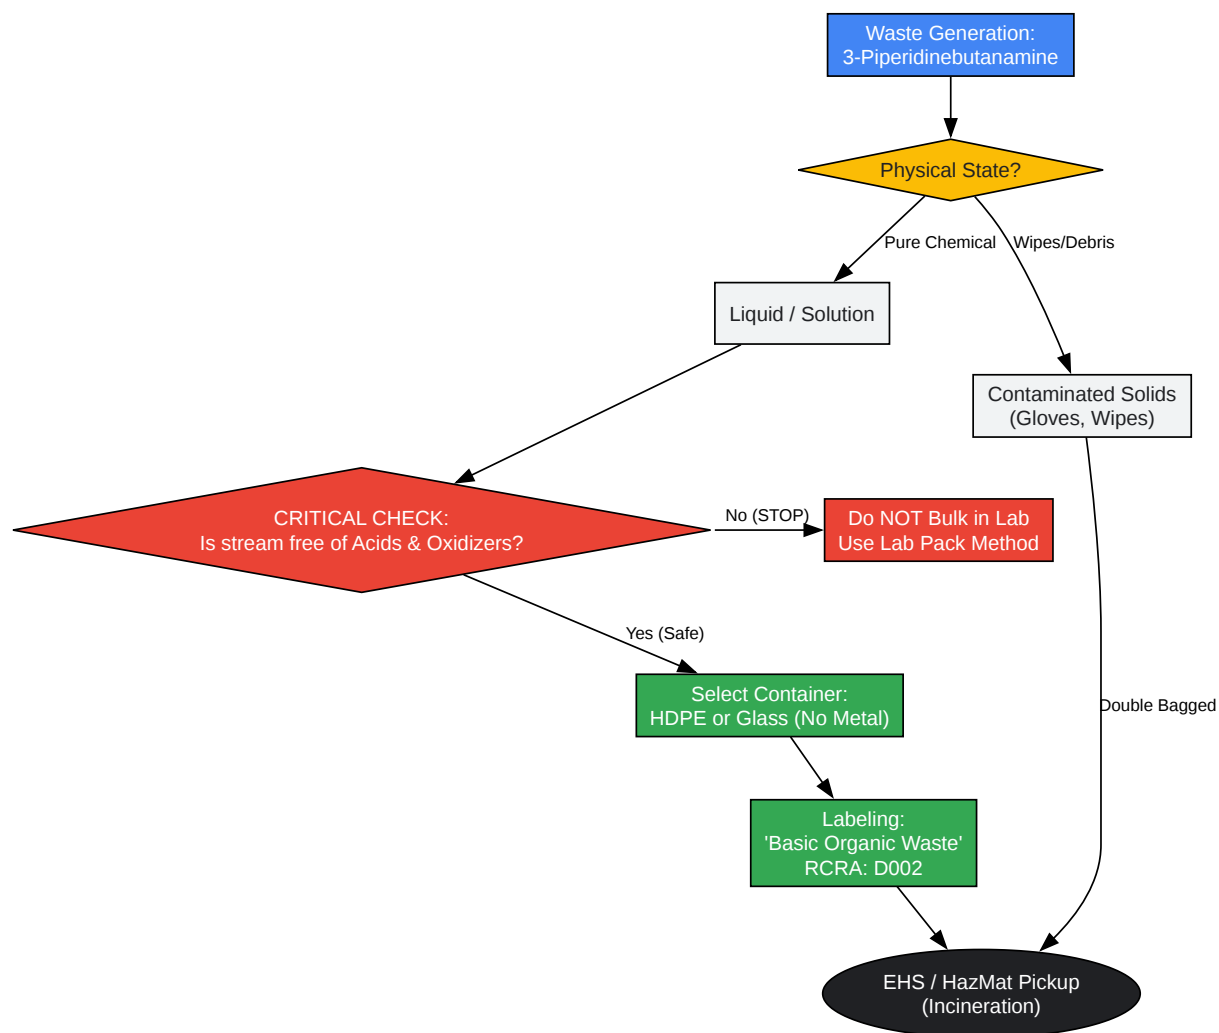 Waste Generation:
3-Piperidinebutanamine
Physical State?
Pure Chemical
Wipes/Debris
Liquid / Solution
Contaminated Solids
(Gloves, Wipes)
CRITICAL CHECK:
Is stream free of Acids & Oxidizers?
No (STOP)
Do NOT Bulk in Lab
Use Lab Pack Method
Yes (Safe)
Select Container:
HDPE or Glass (No Metal)
Double Bagged
Labeling:
'Basic Organic Waste'
RCRA: D002
EHS / HazMat Pickup
(Incineration)